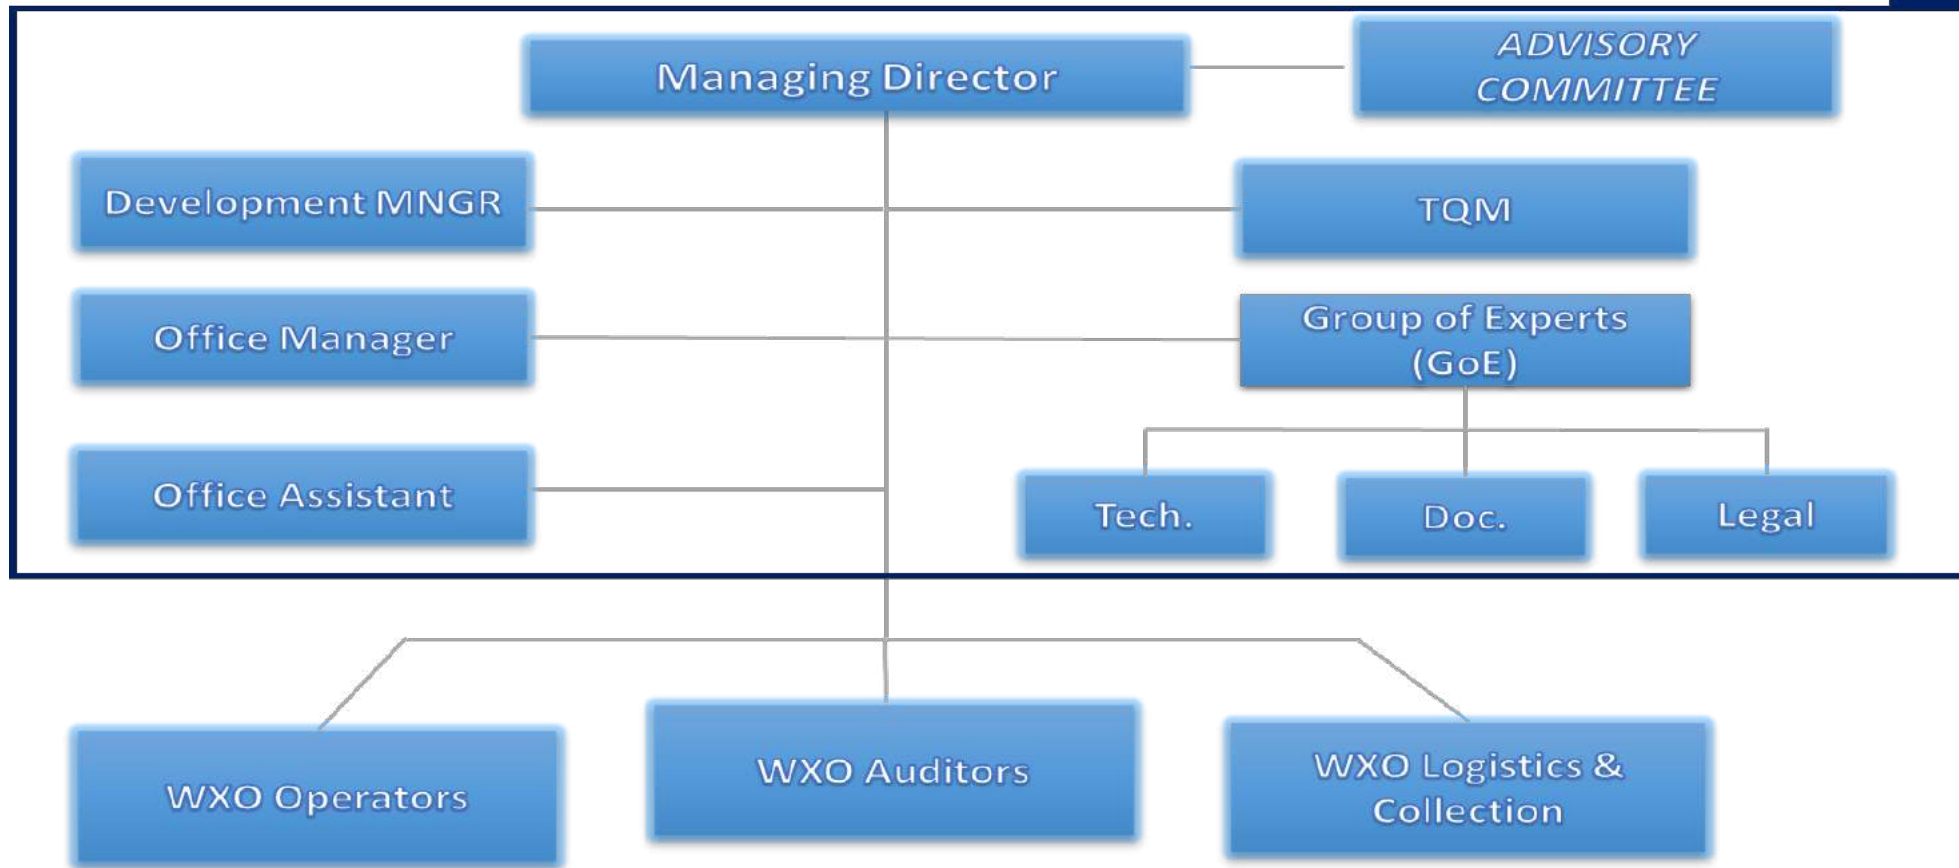 Managing Director
ADVISORY
COMMITTEE
Development MNGR
TQM
Office Manager
Group of Experts
(GoE)
Office Assistant
Tech.
Doc.
Legal
WXO Operators
WXO Auditors
WXO Logistics &
Collection